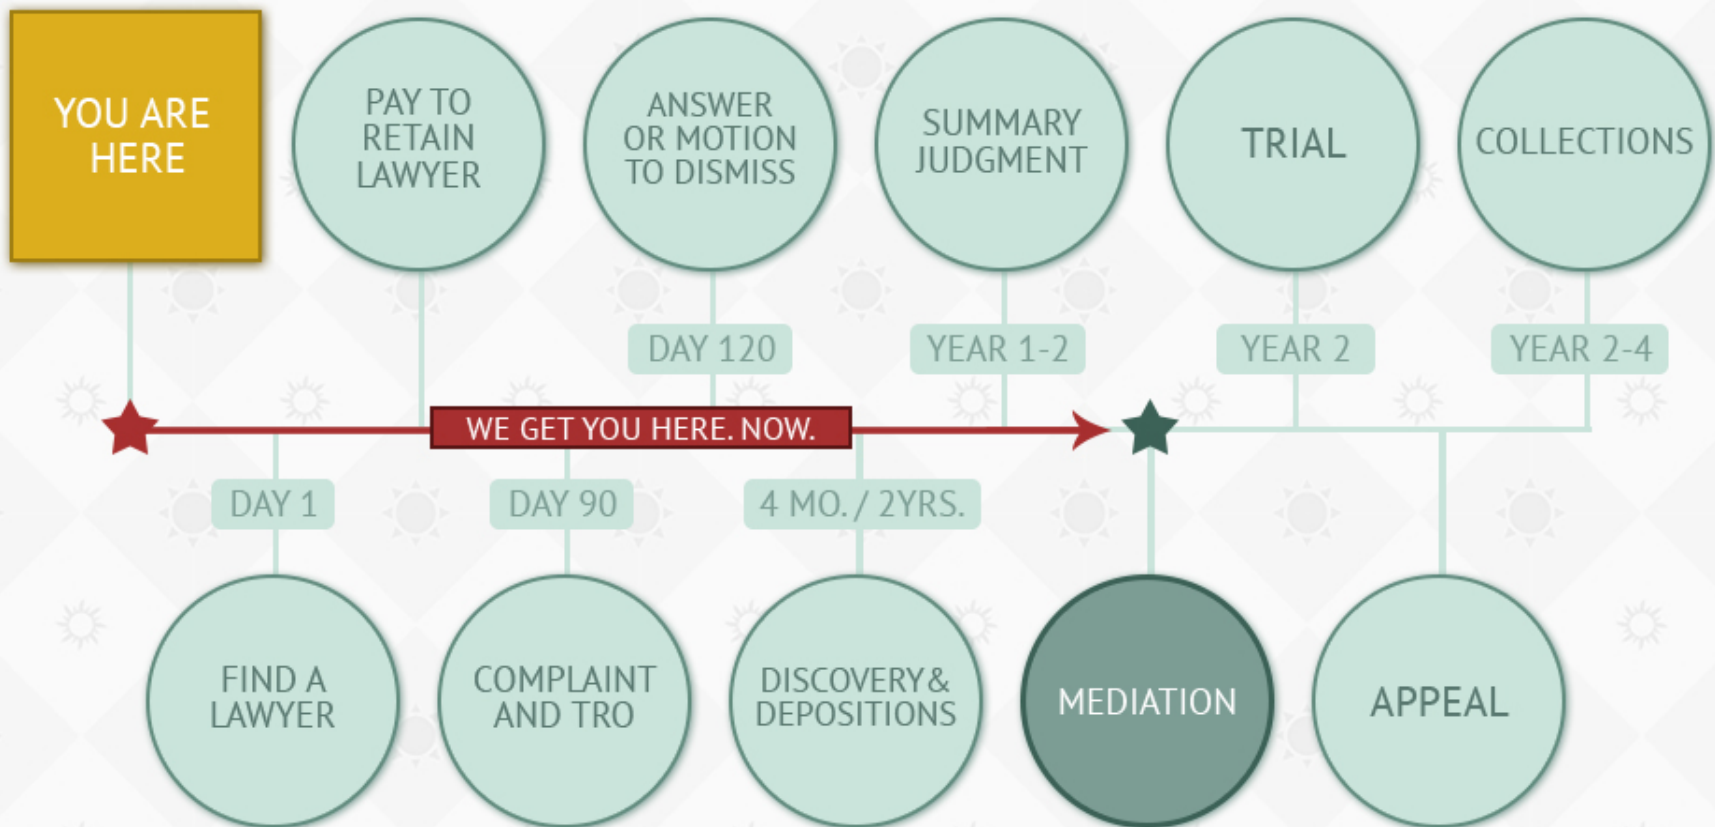 YOU ARE
HERE
PAY TO
RETAIN
LAWYER
ANSWER
OR MOTION
TO DISMISS
SUMMARY
JUDGMENT
TRIAL
COLLECTIONS
DAY 120
YEAR 1-2
YEAR 2
YEAR 2-4
WE GET YOU HERE. NOW.
DAY 1
DAY 90
4 MO. / 2YRS.
FIND A
LAWYER
COMPLAINT
AND TRO
DISCOVERY&
DEPOSITIONS
MEDIATION
APPEAL